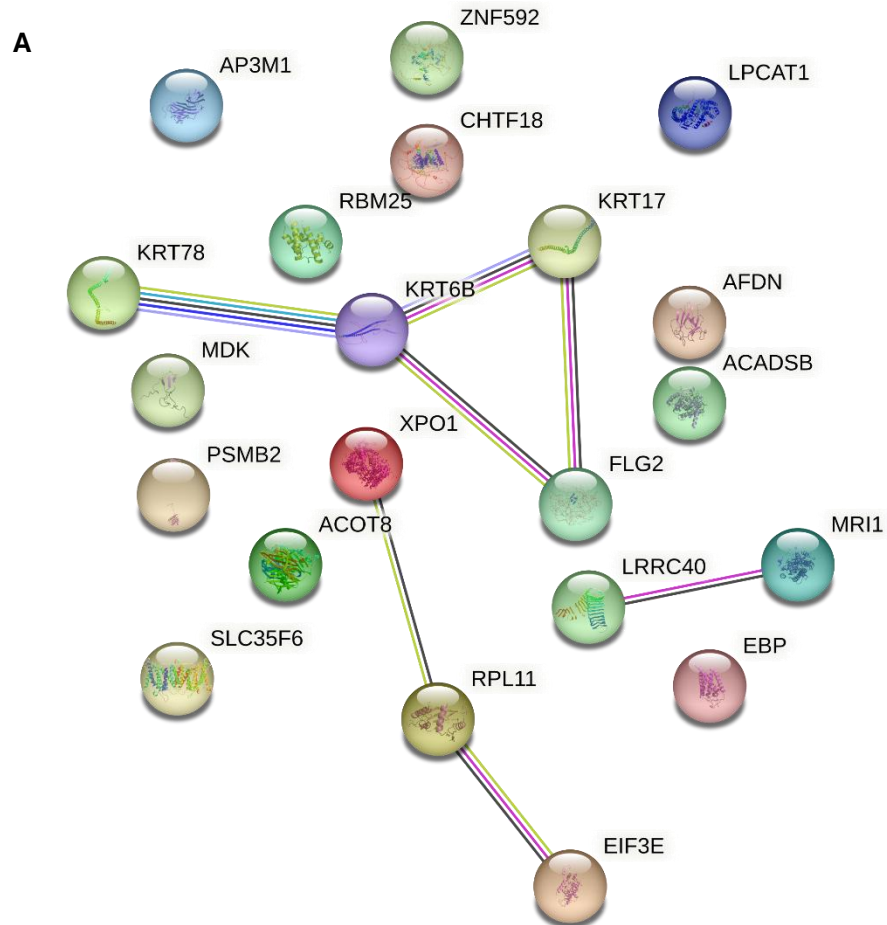 A
ZNF592
AP3M1
LPCAT1
CHTF18
RBM25
KRT17
KRT78
KRT6B
AFDN
MDK
ACADSB
XPO1
PSMB2
FLG2
ACOT8
MRI1
LRRC40
SLC35F6
EBP
RPL11
EIF3E